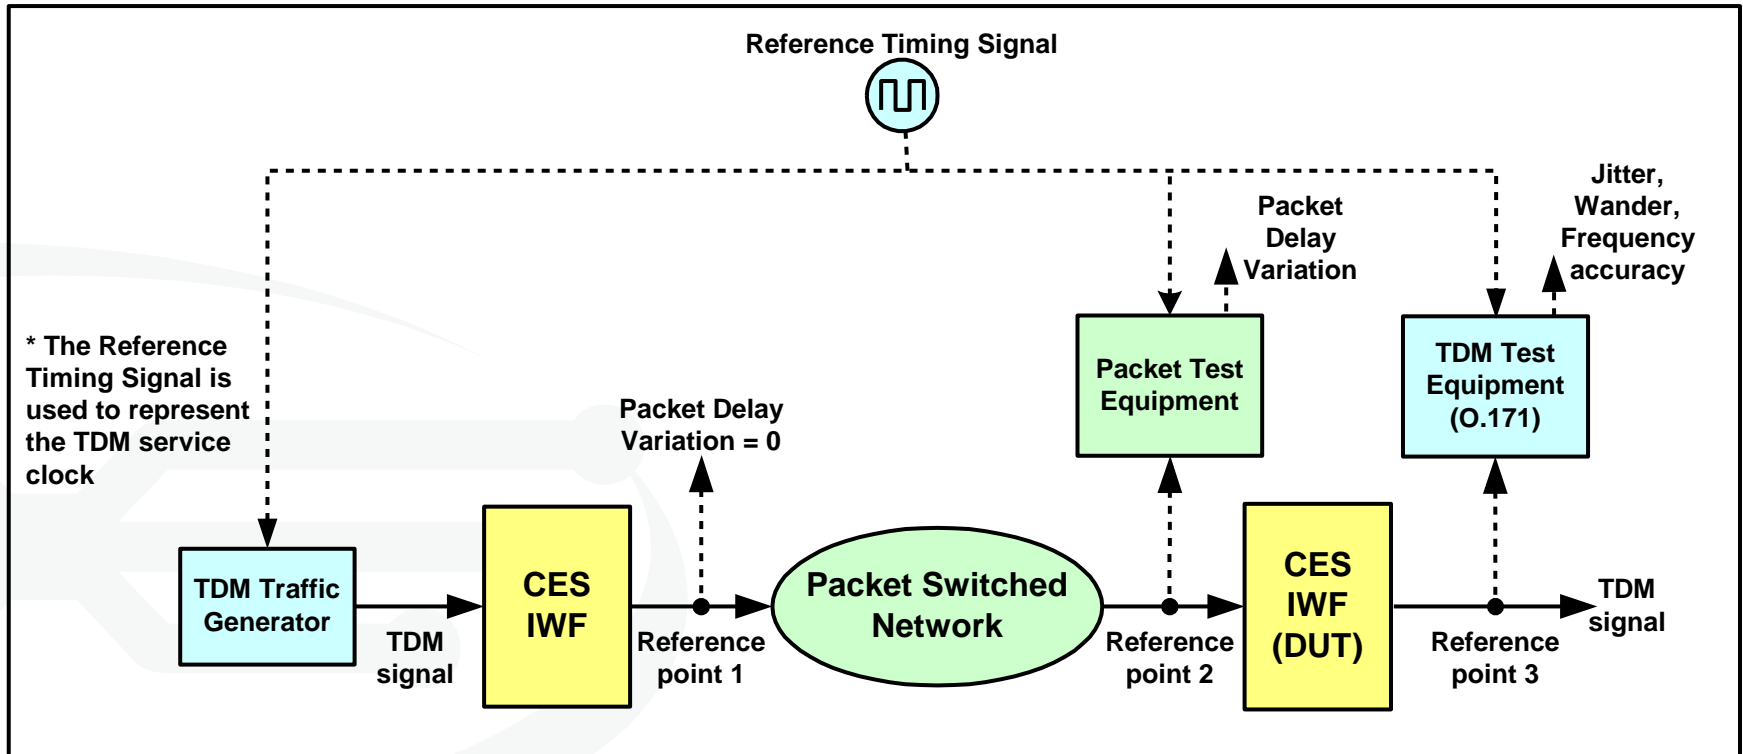 Reference Timing Signal
Jitter,
Wander,
Frequency
accuracy
Packet
Delay
Variation
* The Reference
Timing Signal is
used to represent
the TDM service
clock
Packet Delay
Variation = 0
Packet Test
Equipment
TDM Test
Equipment
(O.171)
TDM Traffic
Generator
TDM
signal
CES
IWF
Reference
point 1
Packet Switched
Network
Reference
point 2
CES
IWF
(DUT)
Reference
point 3
TDM
signal